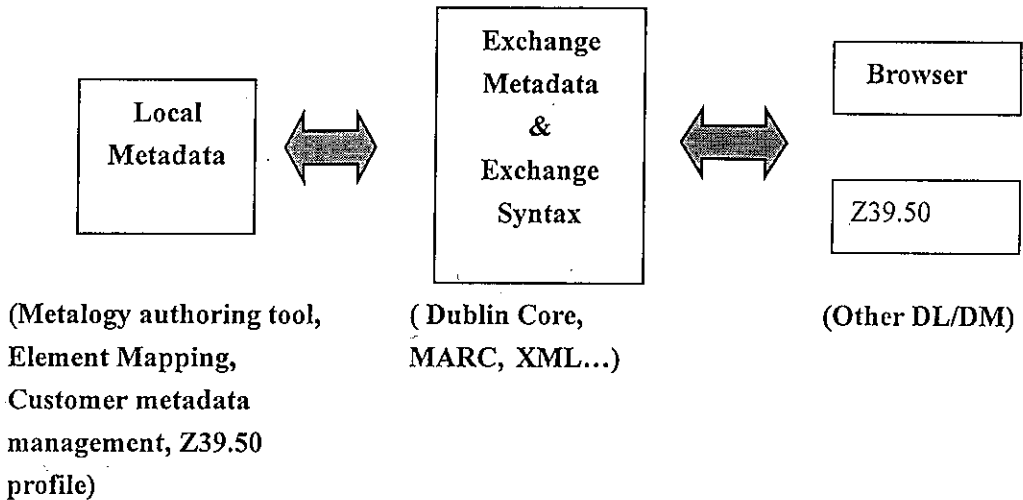 Local
Metadata
Exchange
Metadata
&
Exchange
Syntax
Browser
Z39.50
(Metalogy authoring tool,
Element Mapping,
Customer metadata
management, Z39.50
profile)
( Dublin Core,
MARC, XML...)
(Other DL/DM)